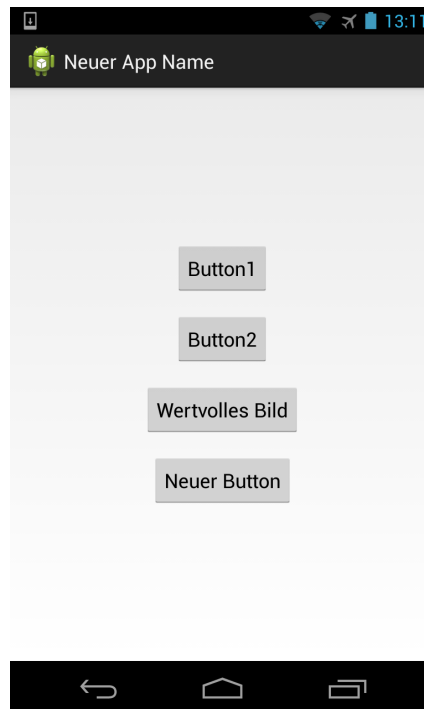 13:11
Neuer App Name
Button1
Button2
Wertvolles Bild
Neuer Button